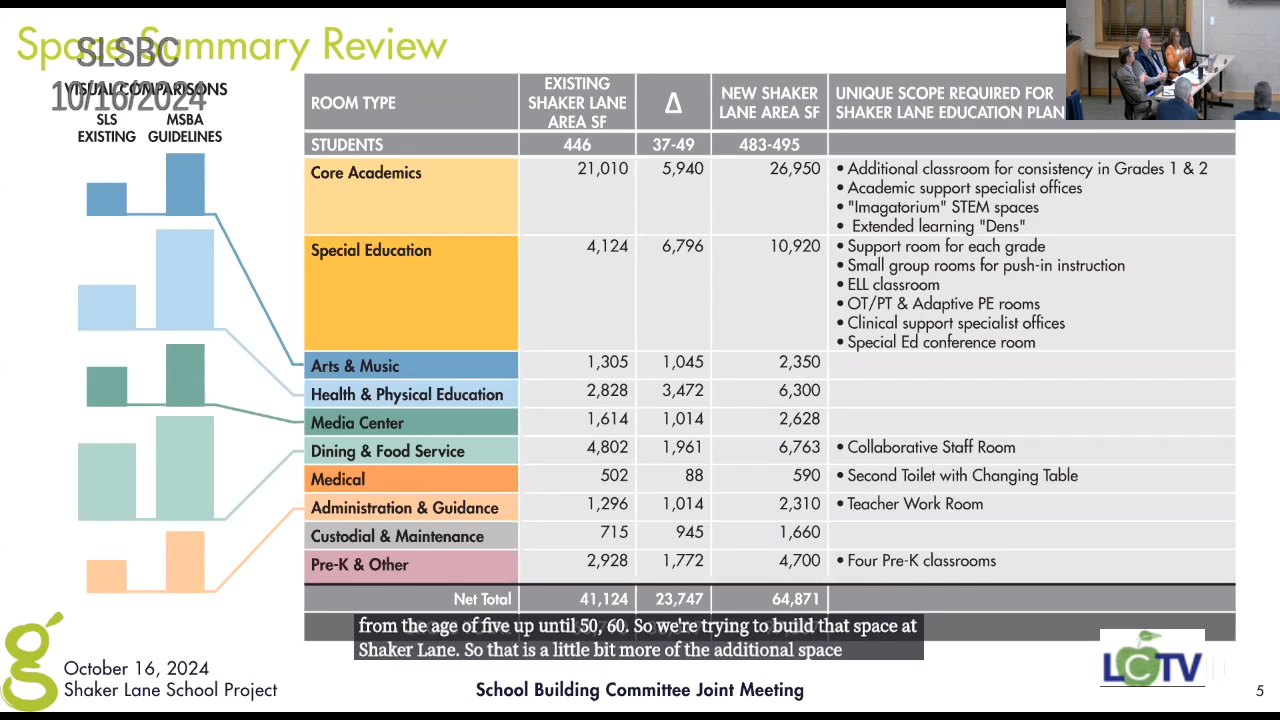 Space Summary Review
SLSBC
10/16/2024
VISUAL COMPARISONS
SLS EXISTING
MSBA GUIDELINES
ROOM TYPE
EXISTING SHAKER LANE AREA SF
Δ
NEW SHAKER LANE AREA SF
UNIQUE SCOPE REQUIRED FOR SHAKER LANE EDUCATION PLAN
STUDENTS 446 37-49 483-495
Core Academics 21,010 5,940 26,950
• Additional classroom for consistency in Grades 1 & 2
• Academic support specialist offices
• "Imagatorium" STEM spaces
• Extended learning "Dens"
Special Education 4,124 6,796 10,920
• Support room for each grade
• Small group rooms for push-in instruction
• ELL classroom
• OT/PT & Adaptive PE rooms
• Clinical support specialist offices
• Special Ed conference room
Arts & Music 1,305 1,045 2,350
Health & Physical Education 2,828 3,472 6,300
Media Center 1,614 1,014 2,628
Dining & Food Service 4,802 1,961 6,763 • Collaborative Staff Room
Medical 502 88 590 • Second Toilet with Changing Table
Administration & Guidance 1,296 1,014 2,310 • Teacher Work Room
Custodial & Maintenance 715 945 1,660
Pre-K & Other 2,928 1,772 4,700 • Four Pre-K classrooms
Net Total 41,124 23,747 64,871
from the age of five up until 50, 60. So we're trying to build that space at
Shaker Lane. So that is a little bit more of the additional space
g
October 16, 2024
Shaker Lane School Project
School Building Committee Joint Meeting
LCTV
5